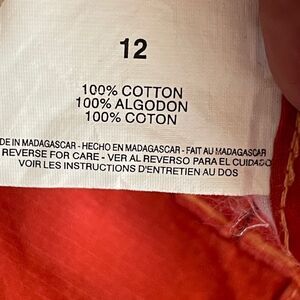 12
100% COTTON
100% ALGODON
100% COTON
DE IN MADAGASCAR - HECHO EN MADAGASCAR - FAIT AU MADAGASCAR
REVERSE FOR CARE - VER AL REVERSO PARA EL CUIDADO
VOIR LES INSTRUCTIONS D'ENTRETIEN AU DOS